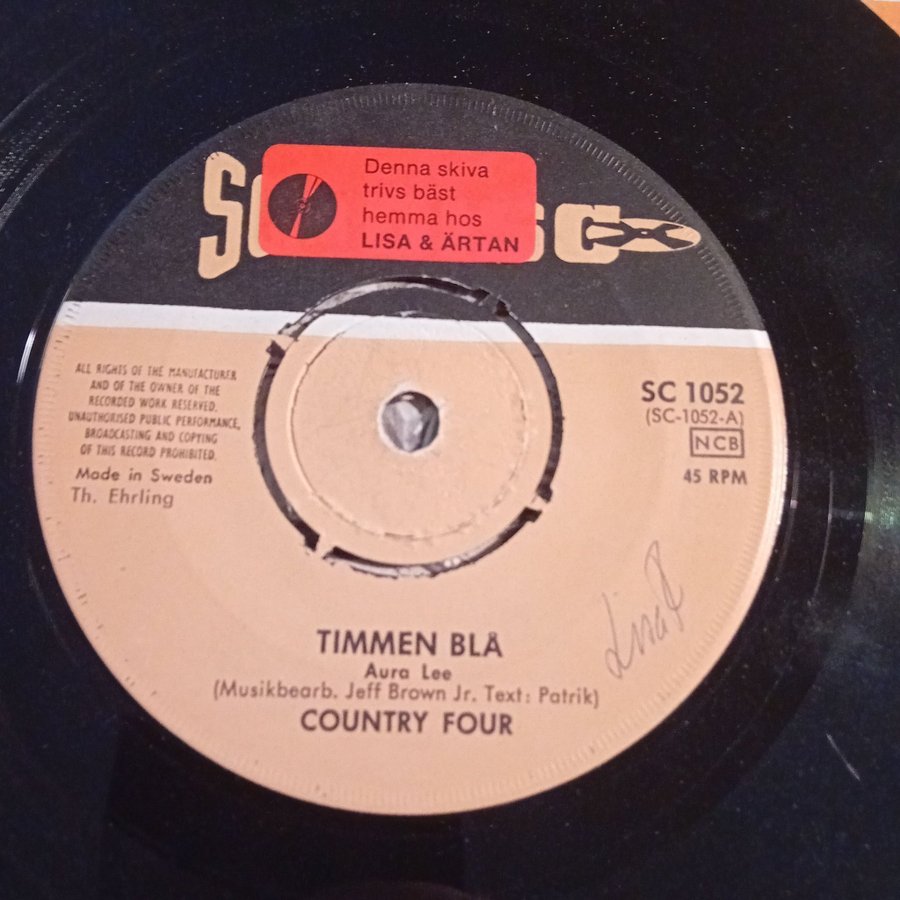 Denna skiva
trivs bäst
hemma hos
LISA & ÄRTAN
ALL RIGHTS OF THE MANUFACTURER
AND OF THE OWNER OF THE
RECORDED WORK RESERVED.
UNAUTHORISED PUBLIC PERFORMANCE,
BROADCASTING AND COPYING
OF THIS RECORD PROHIBITED.
Made in Sweden
Th. Ehrling
SC 1052
(SC-1052-A)
NCB
45 RPM
TIMMEN BLÅ
Aura Lee
(Musikbearb. Jeff Brown Jr. Text: Patrik)
COUNTRY FOUR